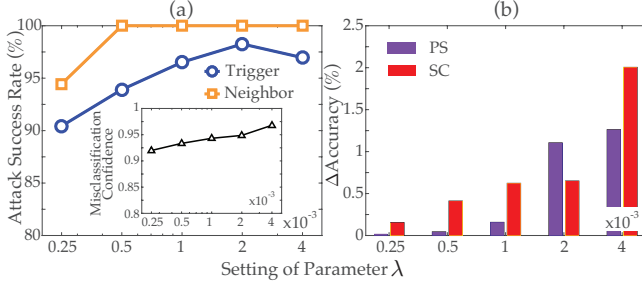 (a)
Attack Success Rate (%)
100
95
90
85
80
Trigger
Neighbor
Misclassification
Confidence
1
0.95
0.9
0.85
0.8
0.25 0.5 1 2 4
x10⁻³
0.25 0.5 1 2 4 x10⁻³
Setting of Parameter λ
(b)
ΔAccuracy (%)
2.5
2
1.5
1
0.5
0
PS
SC
x10⁻³
0.25 0.5 1 2 4